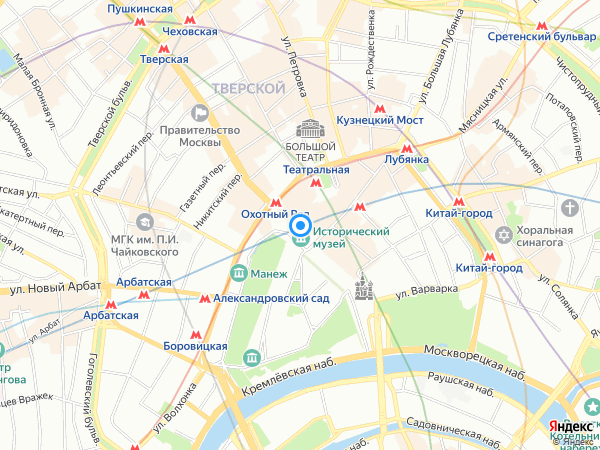 Пушкинская
Чеховская
Тверская
Сретенский бульвар
ул. Рождественка
ул. Большая Лубянка
ул. Петровка
Малая Бронная ул.
Тверской бульв.
ТВЕРСКОЙ
Мясницкая ул.
Чистопрудный
Потаповский пер.
Армянский пер.
Кузнецкий Мост
Правительство
Москвы
БОЛЬШОЙ
ТЕАТР
Театральная
Лубянка
Леонтьевский пер.
Газетный пер.
Никитский пер.
Охотный Ряд
Китай-город
Хоральная
синагога
МГК им. П.И.
Чайковского
Исторический
музей
Китай-город
Манеж
ул. Новый Арбат
Арбатская
Александровский сад
ул. Варварка
ул. Солянка
Арбатская
ул. Арбат
Боровицкая
Гоголевский бульв.
Кремлёвская наб.
Москворецкая наб.
Раушская наб.
ул. Волхонка
Садовническая наб.
Яндекс
© Яндекс